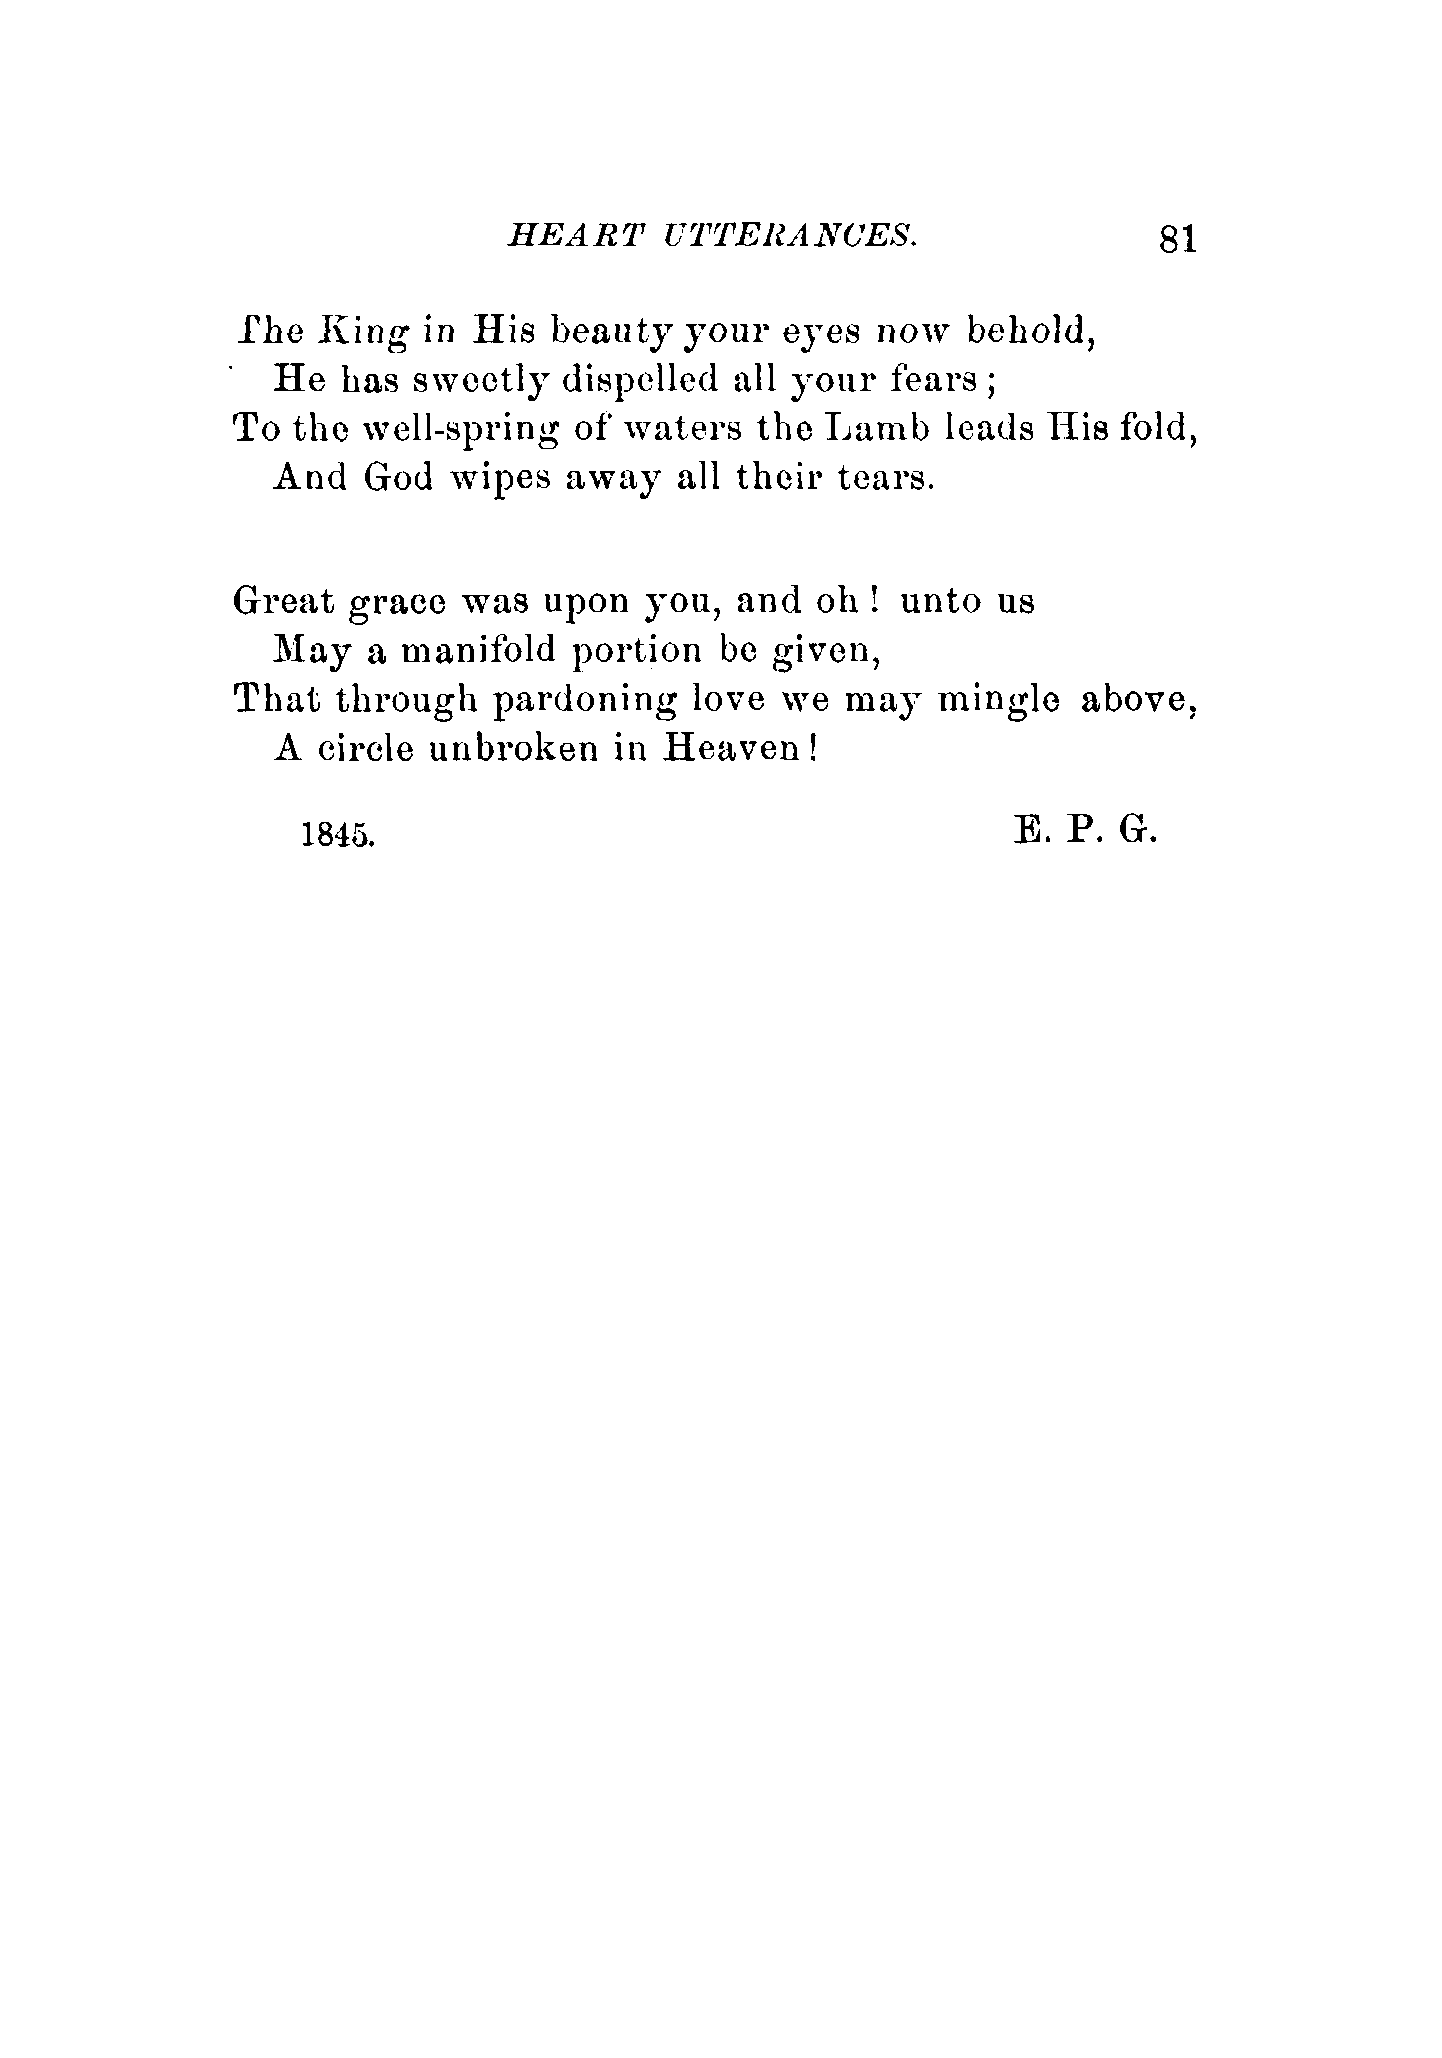 HEART UTTERANCES. 81
The King in His beauty your eyes now behold,
He has sweetly dispelled all your fears;
To the well-spring of waters the Lamb leads His fold,
And God wipes away all their tears.
Great grace was upon you, and oh! unto us
May a manifold portion be given,
That through pardoning love we may mingle above,
A circle unbroken in Heaven!
1845. E. P. G.